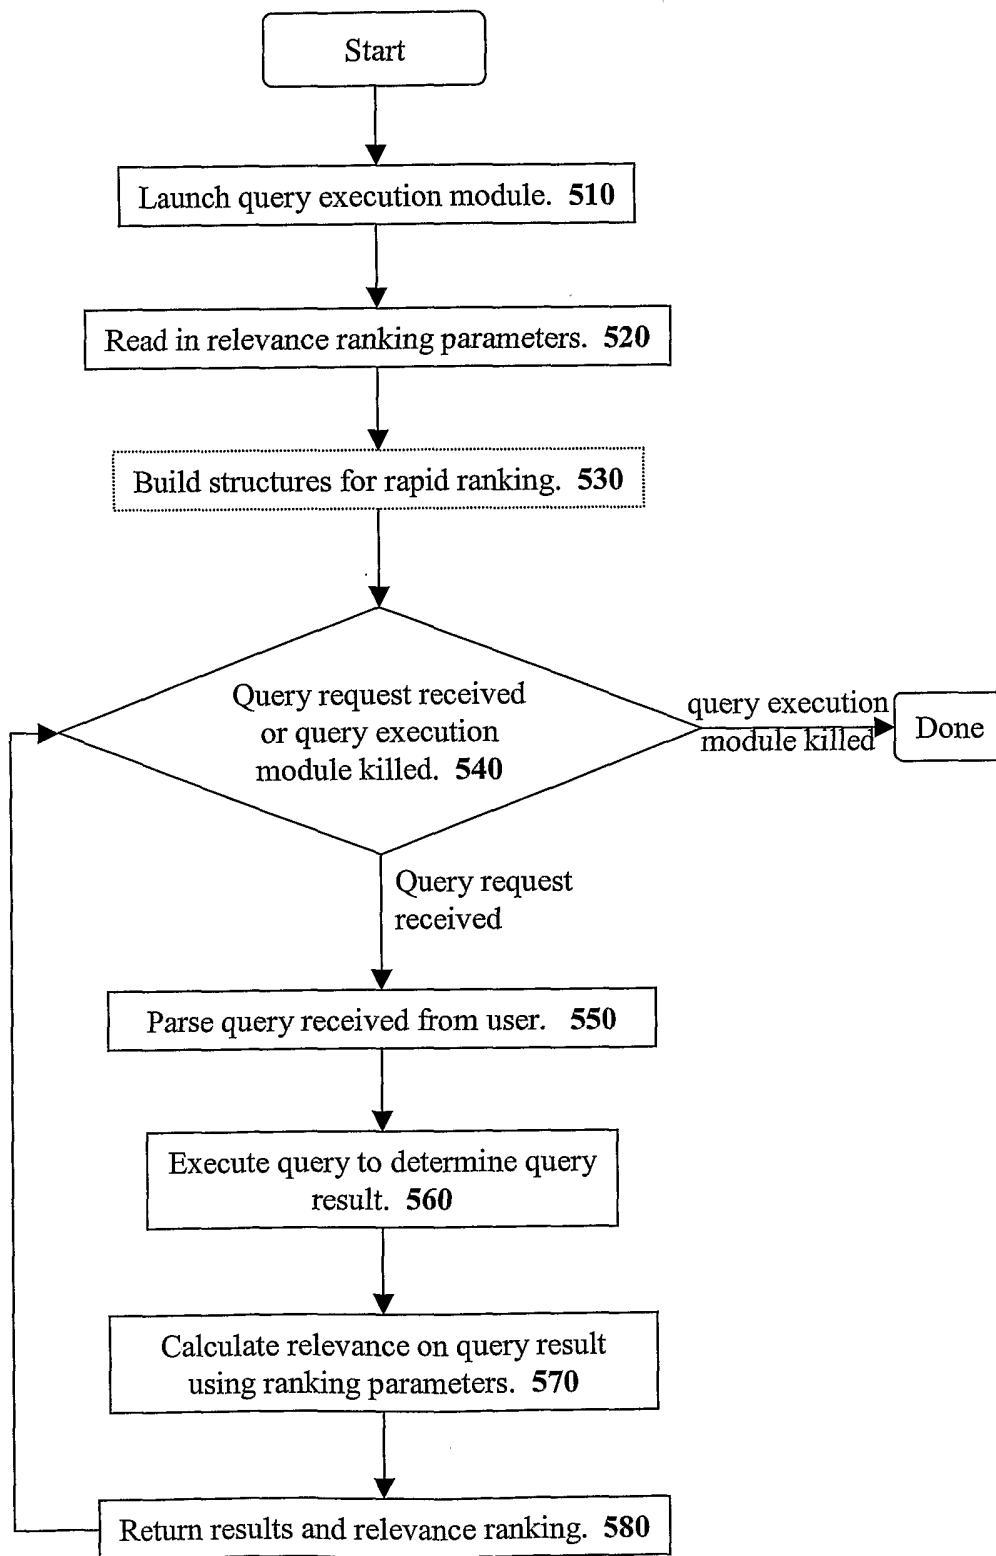 Start
Launch query execution module. 510
Read in relevance ranking parameters. 520
Build structures for rapid ranking. 530
Query request received
or query execution
module killed. 540
query execution
module killed
Done
Query request
received
Parse query received from user. 550
Execute query to determine query
result. 560
Calculate relevance on query result
using ranking parameters. 570
Return results and relevance ranking. 580